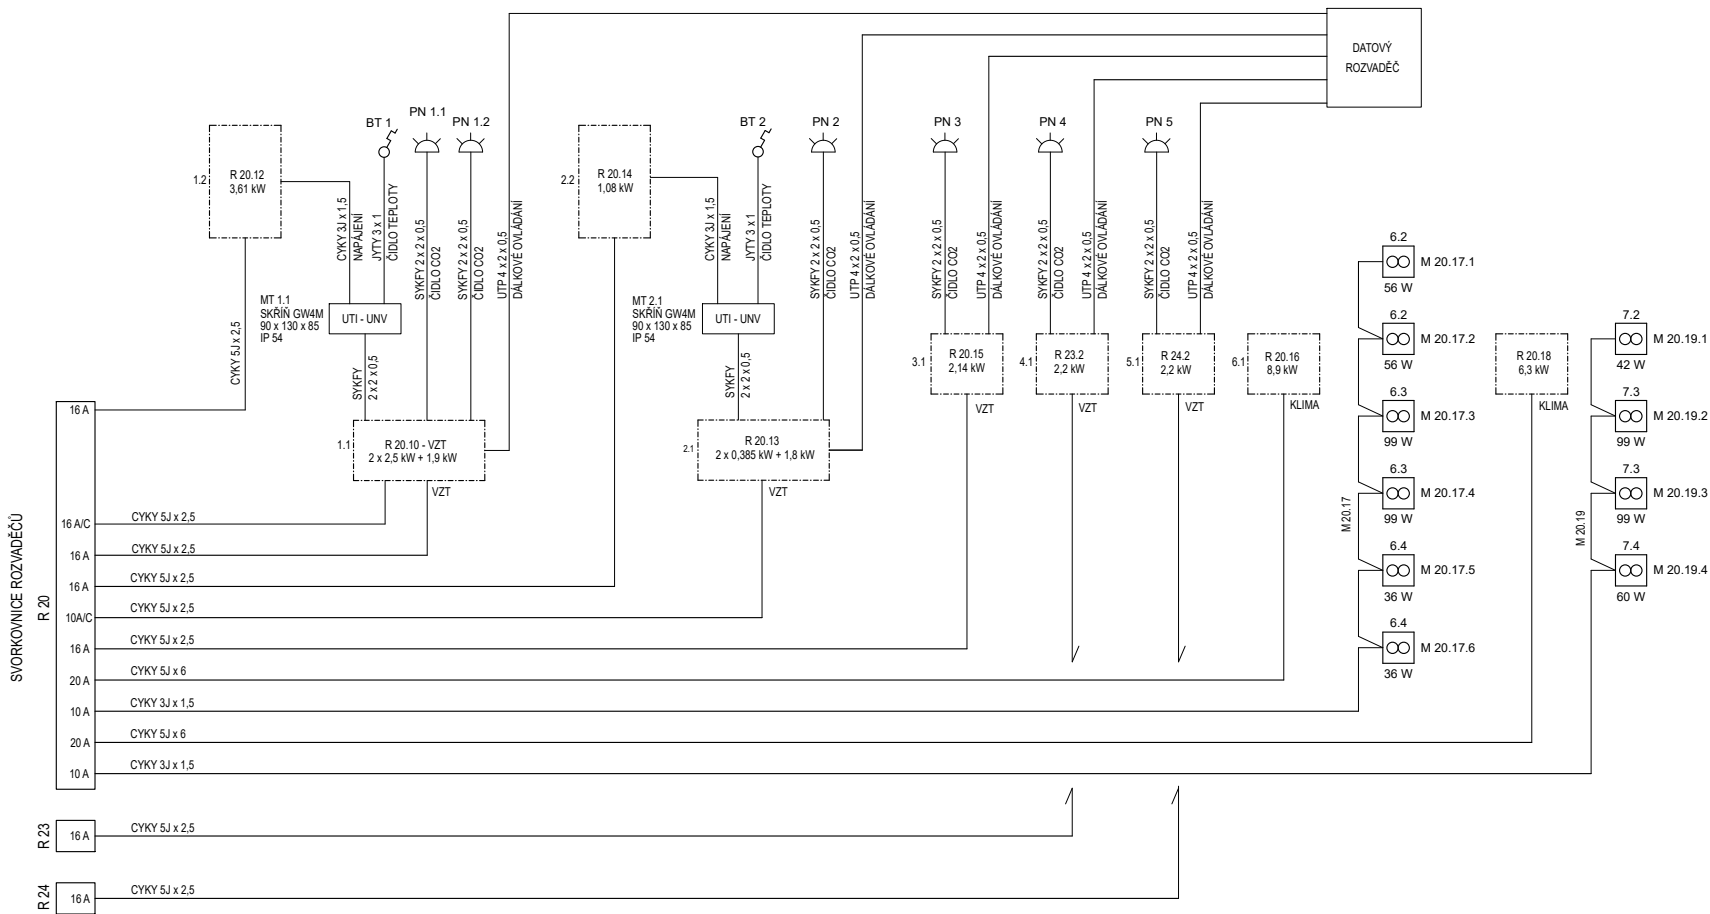 DATOVÝ
ROZVADĚČ
BT 1
PN 1.1
PN 1.2
BT 2
PN 2
PN 3
PN 4
PN 5
1.2
R 20.12
3,61 kW
2.2
R 20.14
1,08 kW
CYKY 3J x 1,5
NAPÁJENÍ
JYTY 3 x 1
ČIDLO TEPLOTY
SYKFY 2 x 2 x 0,5
ČIDLO CO2
SYKFY 2 x 2 x 0,5
ČIDLO CO2
UTP 4 x 2 x 0,5
DÁLKOVÉ OVLÁDÁNÍ
CYKY 3J x 1,5
NAPÁJENÍ
JYTY 3 x 1
ČIDLO TEPLOTY
SYKFY 2 x 2 x 0,5
ČIDLO CO2
UTP 4 x 2 x 0,5
DÁLKOVÉ OVLÁDÁNÍ
SYKFY 2 x 2 x 0,5
ČIDLO CO2
UTP 4 x 2 x 0,5
DÁLKOVÉ OVLÁDÁNÍ
SYKFY 2 x 2 x 0,5
ČIDLO CO2
UTP 4 x 2 x 0,5
DÁLKOVÉ OVLÁDÁNÍ
SYKFY 2 x 2 x 0,5
ČIDLO CO2
UTP 4 x 2 x 0,5
DÁLKOVÉ OVLÁDÁNÍ
MT 1.1
SKŘÍŇ GW4M
90 x 130 x 85
IP 54
UTI - UNV
MT 2.1
SKŘÍŇ GW4M
90 x 130 x 85
IP 54
UTI - UNV
CYKY 5J x 2,5
SYKFY
2 x 2 x 0,5
SYKFY
2 x 2 x 0,5
3.1
R 20.15
2,14 kW
VZT
4.1
R 23.2
2,2 kW
VZT
5.1
R 24.2
2,2 kW
VZT
6.1
R 20.16
8,9 kW
KLIMA
R 20.18
6,3 kW
KLIMA
1.1
R 20.10 - VZT
2 x 2,5 kW + 1,9 kW
VZT
2.1
R 20.13
2 x 0,385 kW + 1,8 kW
VZT
6.2
M 20.17.1
56 W
6.2
M 20.17.2
56 W
6.3
M 20.17.3
99 W
6.3
M 20.17.4
99 W
6.4
M 20.17.5
36 W
6.4
M 20.17.6
36 W
M 20.17
7.2
M 20.19.1
42 W
7.3
M 20.19.2
99 W
7.3
M 20.19.3
99 W
7.4
M 20.19.4
60 W
M 20.19
SVORKOVNICE ROZVADĚČŮ
R 20
16 A
16 A/C
CYKY 5J x 2,5
16 A
CYKY 5J x 2,5
16 A
CYKY 5J x 2,5
10A/C
CYKY 5J x 2,5
16 A
CYKY 5J x 2,5
20 A
CYKY 5J x 6
10 A
CYKY 3J x 1,5
20 A
CYKY 5J x 6
10 A
CYKY 3J x 1,5
R 23
16 A
CYKY 5J x 2,5
R 24
16 A
CYKY 5J x 2,5